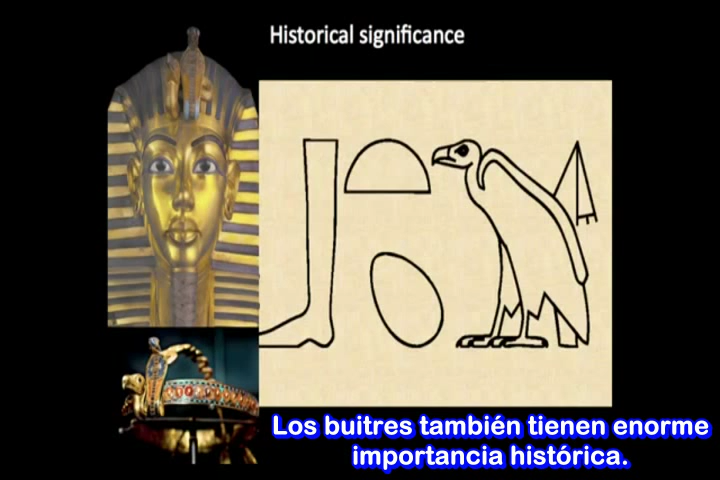 Historical significance
Los buitres también tienen enorme
importancia histórica.